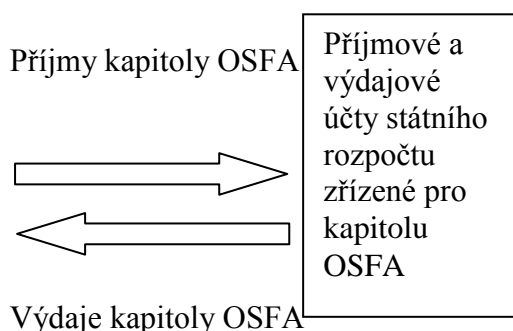 Příjmy kapitoly OSFA
Příjmové a
výdajové
účty státního
rozpočtu
zřízené pro
kapitolu
OSFA
Výdaje kapitoly OSFA